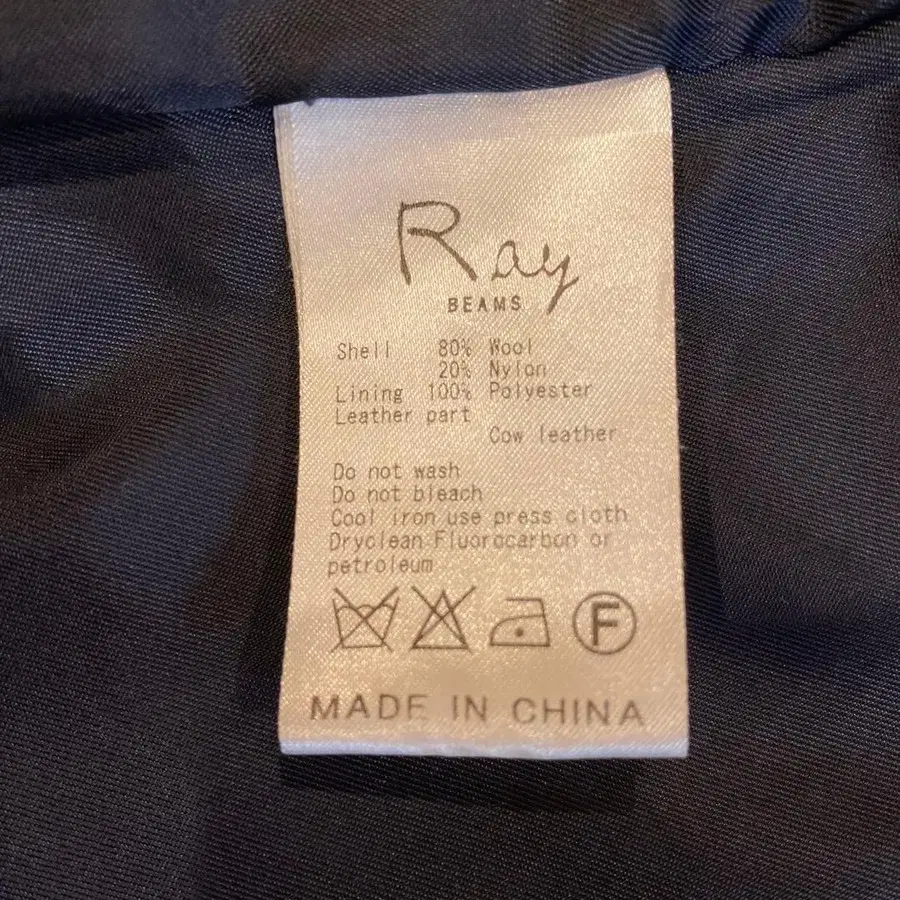 Ray
BEAMS
Shell 80% Wool
20% Nylon
Lining 100% Polyester
Leather part
Cow leather
Do not wash
Do not bleach
Cool iron use press cloth
Dryclean Fluorocarbon or
petroleum
F
MADE IN CHINA